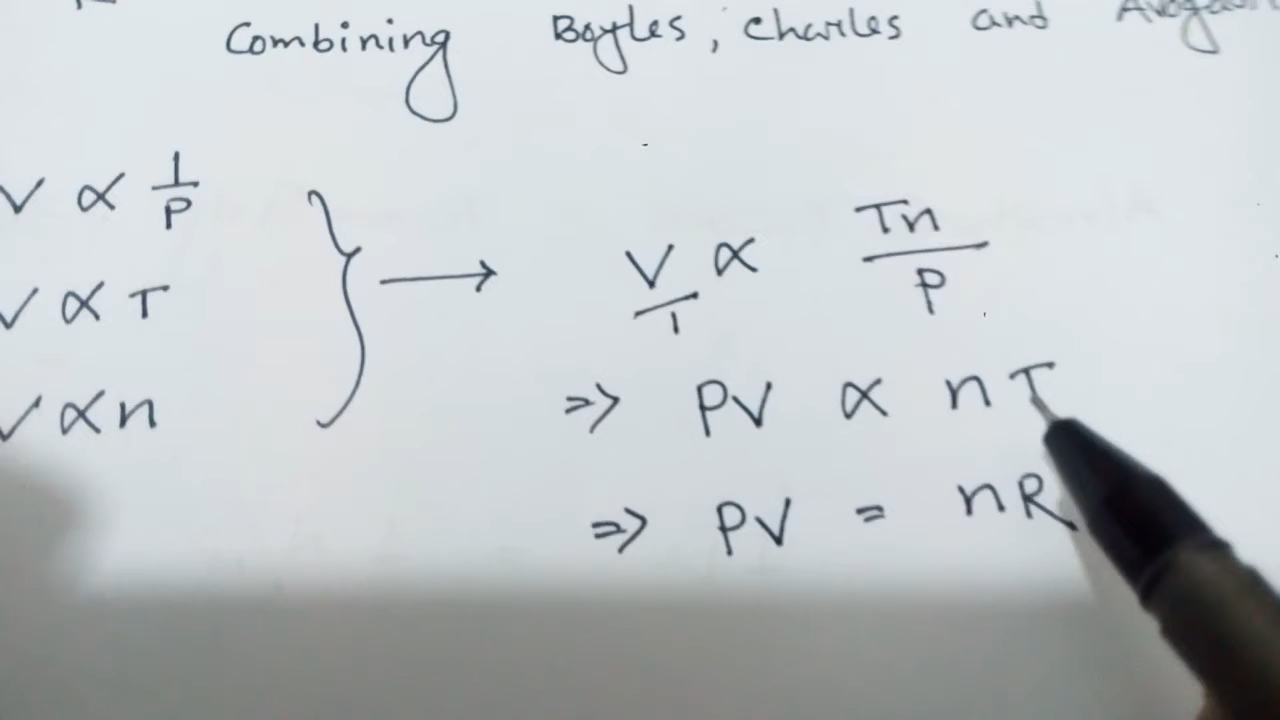 Combining Boyles, Charles and
V ∝ 1/P
V ∝ T
V ∝ n
V/1 ∝ Tn/P
=> PV ∝ nT
=> PV = nR